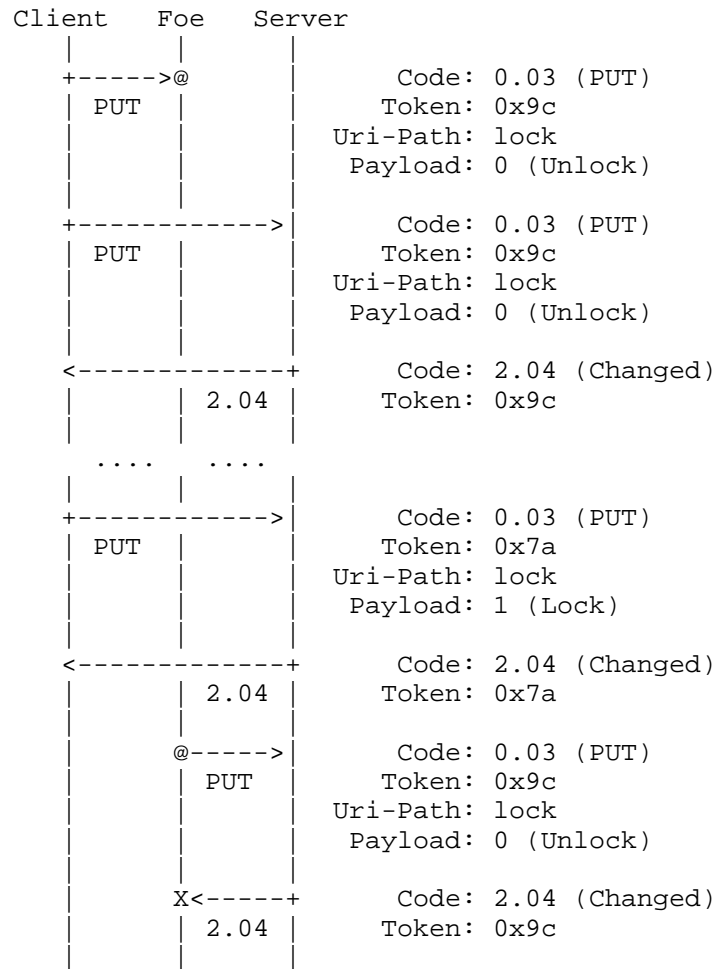 Client   Foe   Server
   |      |      |
   +----->@      |      Code: 0.03 (PUT)
   | PUT  |      |     Token: 0x9c
   |      |      |  Uri-Path: lock
   |      |      |   Payload: 0 (Unlock)
   |      |      |
   +------------>|      Code: 0.03 (PUT)
   | PUT  |      |     Token: 0x9c
   |      |      |  Uri-Path: lock
   |      |      |   Payload: 0 (Unlock)
   |      |      |
   <-------------+      Code: 2.04 (Changed)
   |      | 2.04 |     Token: 0x9c
   |      |      |
     ....   ....
   |      |      |
   +------------>|      Code: 0.03 (PUT)
   | PUT  |      |     Token: 0x7a
   |      |      |  Uri-Path: lock
   |      |      |   Payload: 1 (Lock)
   |      |      |
   <-------------+      Code: 2.04 (Changed)
   |      | 2.04 |     Token: 0x7a
   |      |      |
   |      @----->|      Code: 0.03 (PUT)
   |      | PUT  |     Token: 0x9c
   |      |      |  Uri-Path: lock
   |      |      |   Payload: 0 (Unlock)
   |      |      |
   |      X<-----+      Code: 2.04 (Changed)
   |      | 2.04 |     Token: 0x9c
   |      |      |